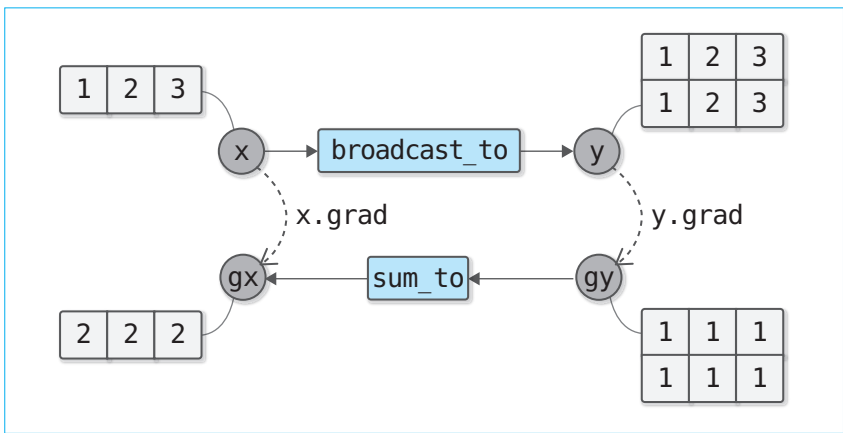 1 2 3
1 2 3
1 2 3
x
broadcast_to
y
x.grad
y.grad
gx
sum_to
gy
2 2 2
1 1 1
1 1 1